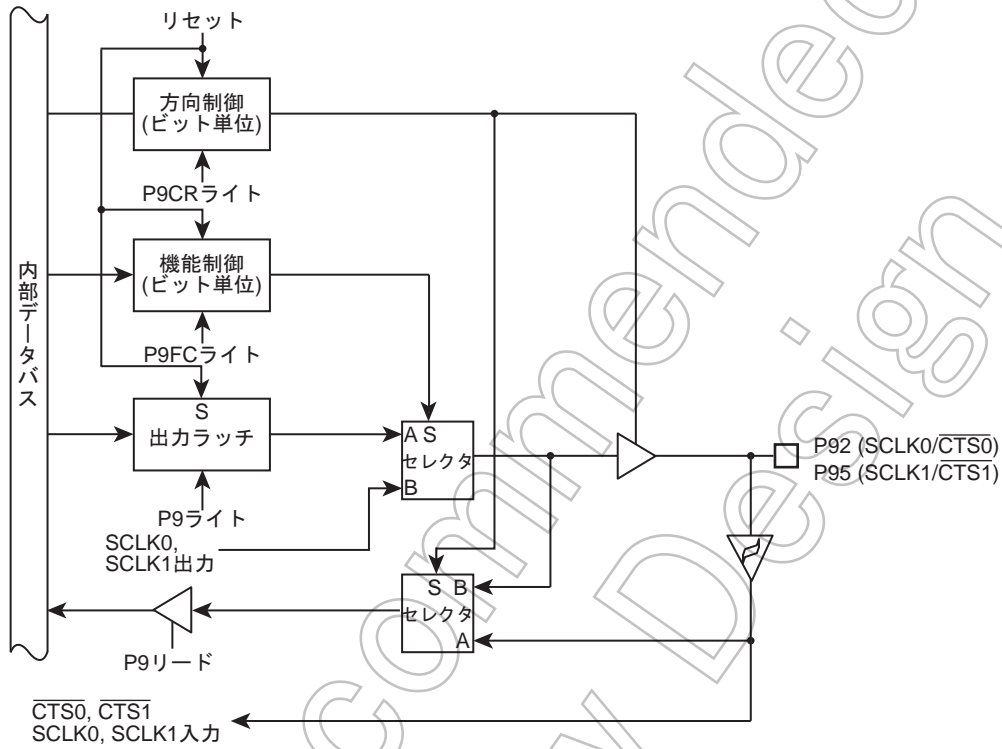 リセット
方向制御
(ビット単位)
P9CRライト
機能制御
(ビット単位)
P9FCライト
内部データバス
S
出力ラッチ
P9ライト
SCLK0,
SCLK1出力
A S
セレクタ
B
P92 (SCLK0/CTS0)
P95 (SCLK1/CTS1)
S B
セレクタ
A
P9リード
CTS0, CTS1
SCLK0, SCLK1入力
commended
w Design